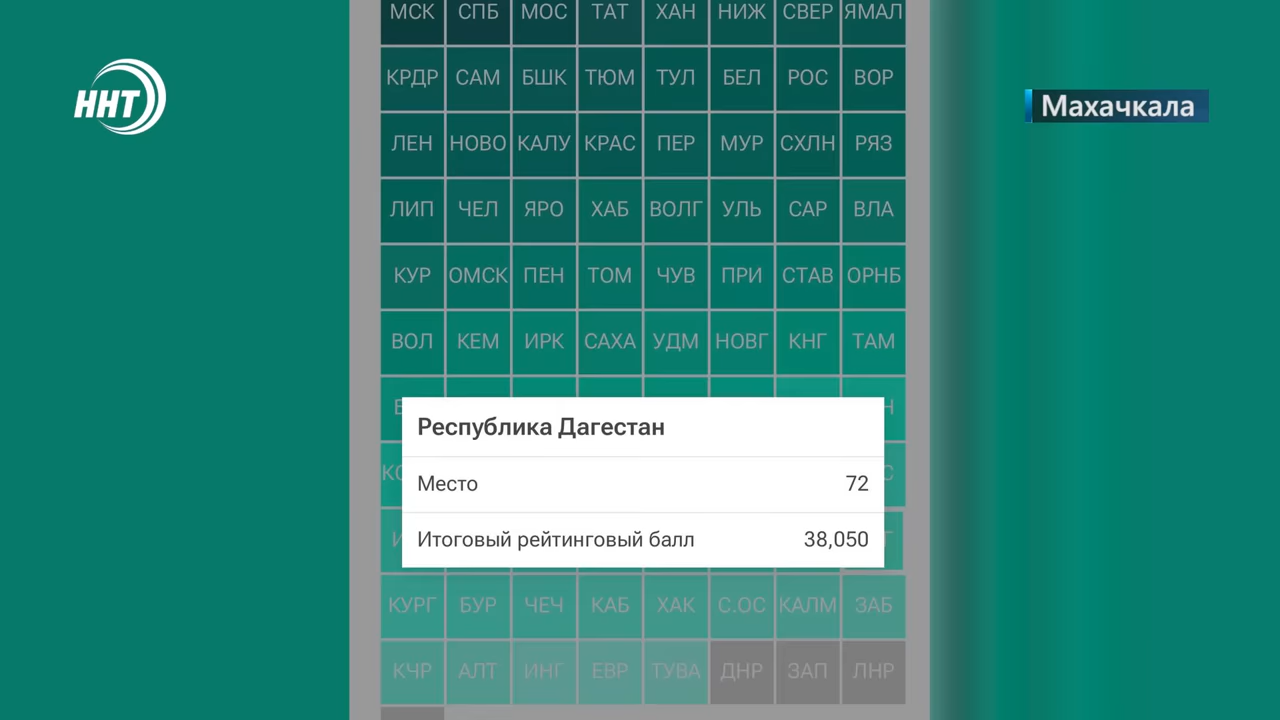 ННТ
Махачкала
МСК СПБ МОС ТАТ ХАН НИЖ СВЕР ЯМАЛ
КРДР САМ БШК ТЮМ ТУЛ БЕЛ РОС ВОР
ЛЕН НОВО КАЛУ КРАС ПЕР МУР СХЛН РЯЗ
ЛИП ЧЕЛ ЯРО ХАБ ВОЛГ УЛЬ САР ВЛА
КУР ОМСК ПЕН ТОМ ЧУВ ПРИ СТАВ ОРНБ
ВОЛ КЕМ ИРК САХА УДМ НОВГ КНГ ТАМ
Республика Дагестан
Место 72
Итоговый рейтинговый балл 38,050
КУРГ БУР ЧЕЧ КАБ ХАК С.ОС КАЛМ ЗАБ
КЧР АЛТ ИНГ ЕВР ТУВА ДНР ЗАП ЛНР